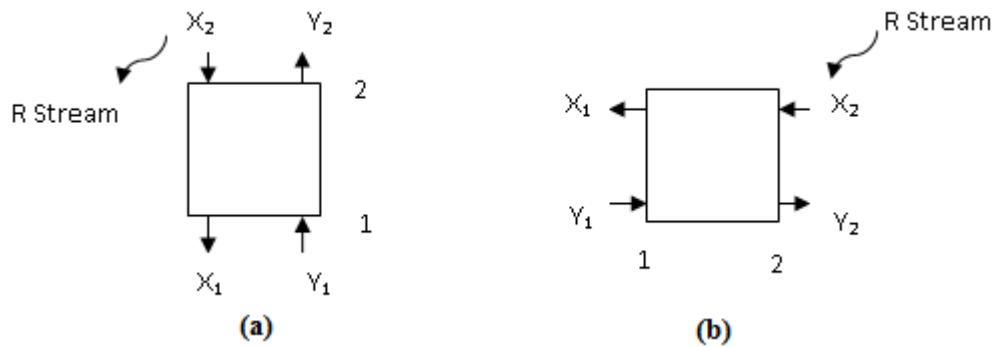 X₂ Y₂
R Stream
2
1
X₁ Y₁
(a)
R Stream
X₁ X₂
Y₁ Y₂
1 2
(b)